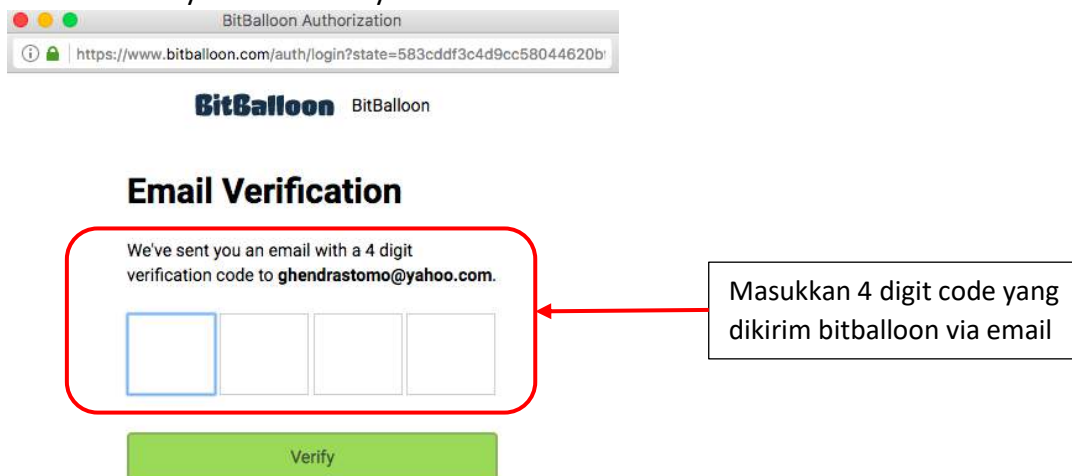 BitBalloon Authorization
https://www.bitballoon.com/auth/login?state=583cddf3c4d9cc58044620b
BitBalloon BitBalloon
Email Verification
We've sent you an email with a 4 digit
verification code to ghendrastomo@yahoo.com.
Masukkan 4 digit code yang
dikirim bitballoon via email
Verify